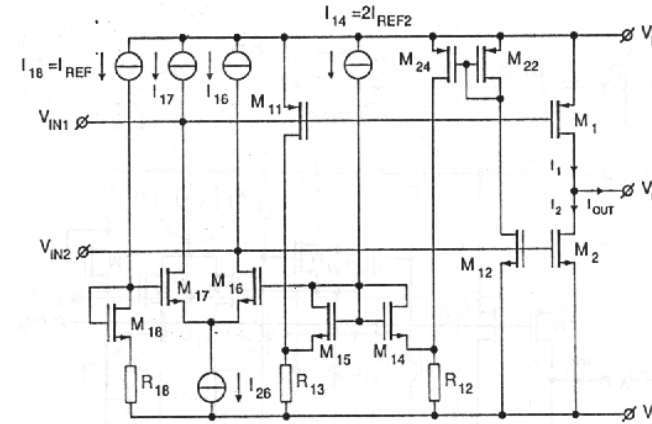 I14 = 2IREF2
I18 = IREF
I17
I16
M24
M22
M11
VIN1
M1
I1
I2
IOUT
VIN2
M12
M2
M17
M16
M18
M15
M14
R18
I26
R13
R12